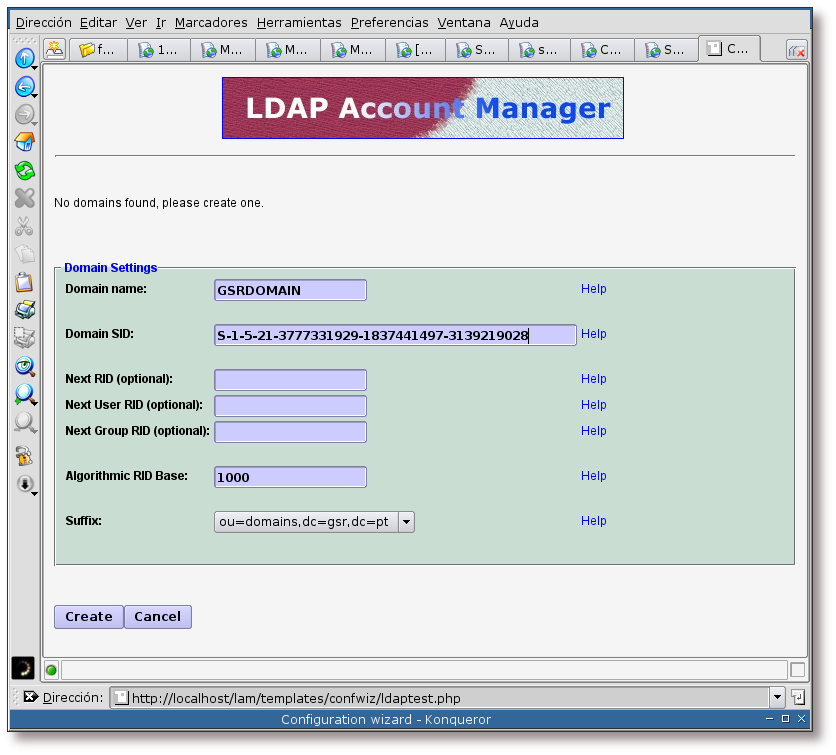 Dirección Editar Ver Ir Marcadores Herramientas Preferencias Ventana Ayuda
f... 1... M... M... M... [... S... s... C... S... C...
LDAP Account Manager
No domains found, please create one.
Domain Settings
Domain name: GSRDOMAIN Help
Domain SID: S-1-5-21-3777331929-1837441497-3139219028 Help
Next RID (optional): Help
Next User RID (optional): Help
Next Group RID (optional): Help
Algorithmic RID Base: 1000 Help
Suffix: ou=domains,dc=gsr,dc=pt Help
Create Cancel
Dirección: http://localhost/lam/templates/confwiz/ldaptest.php
Configuration wizard - Konqueror